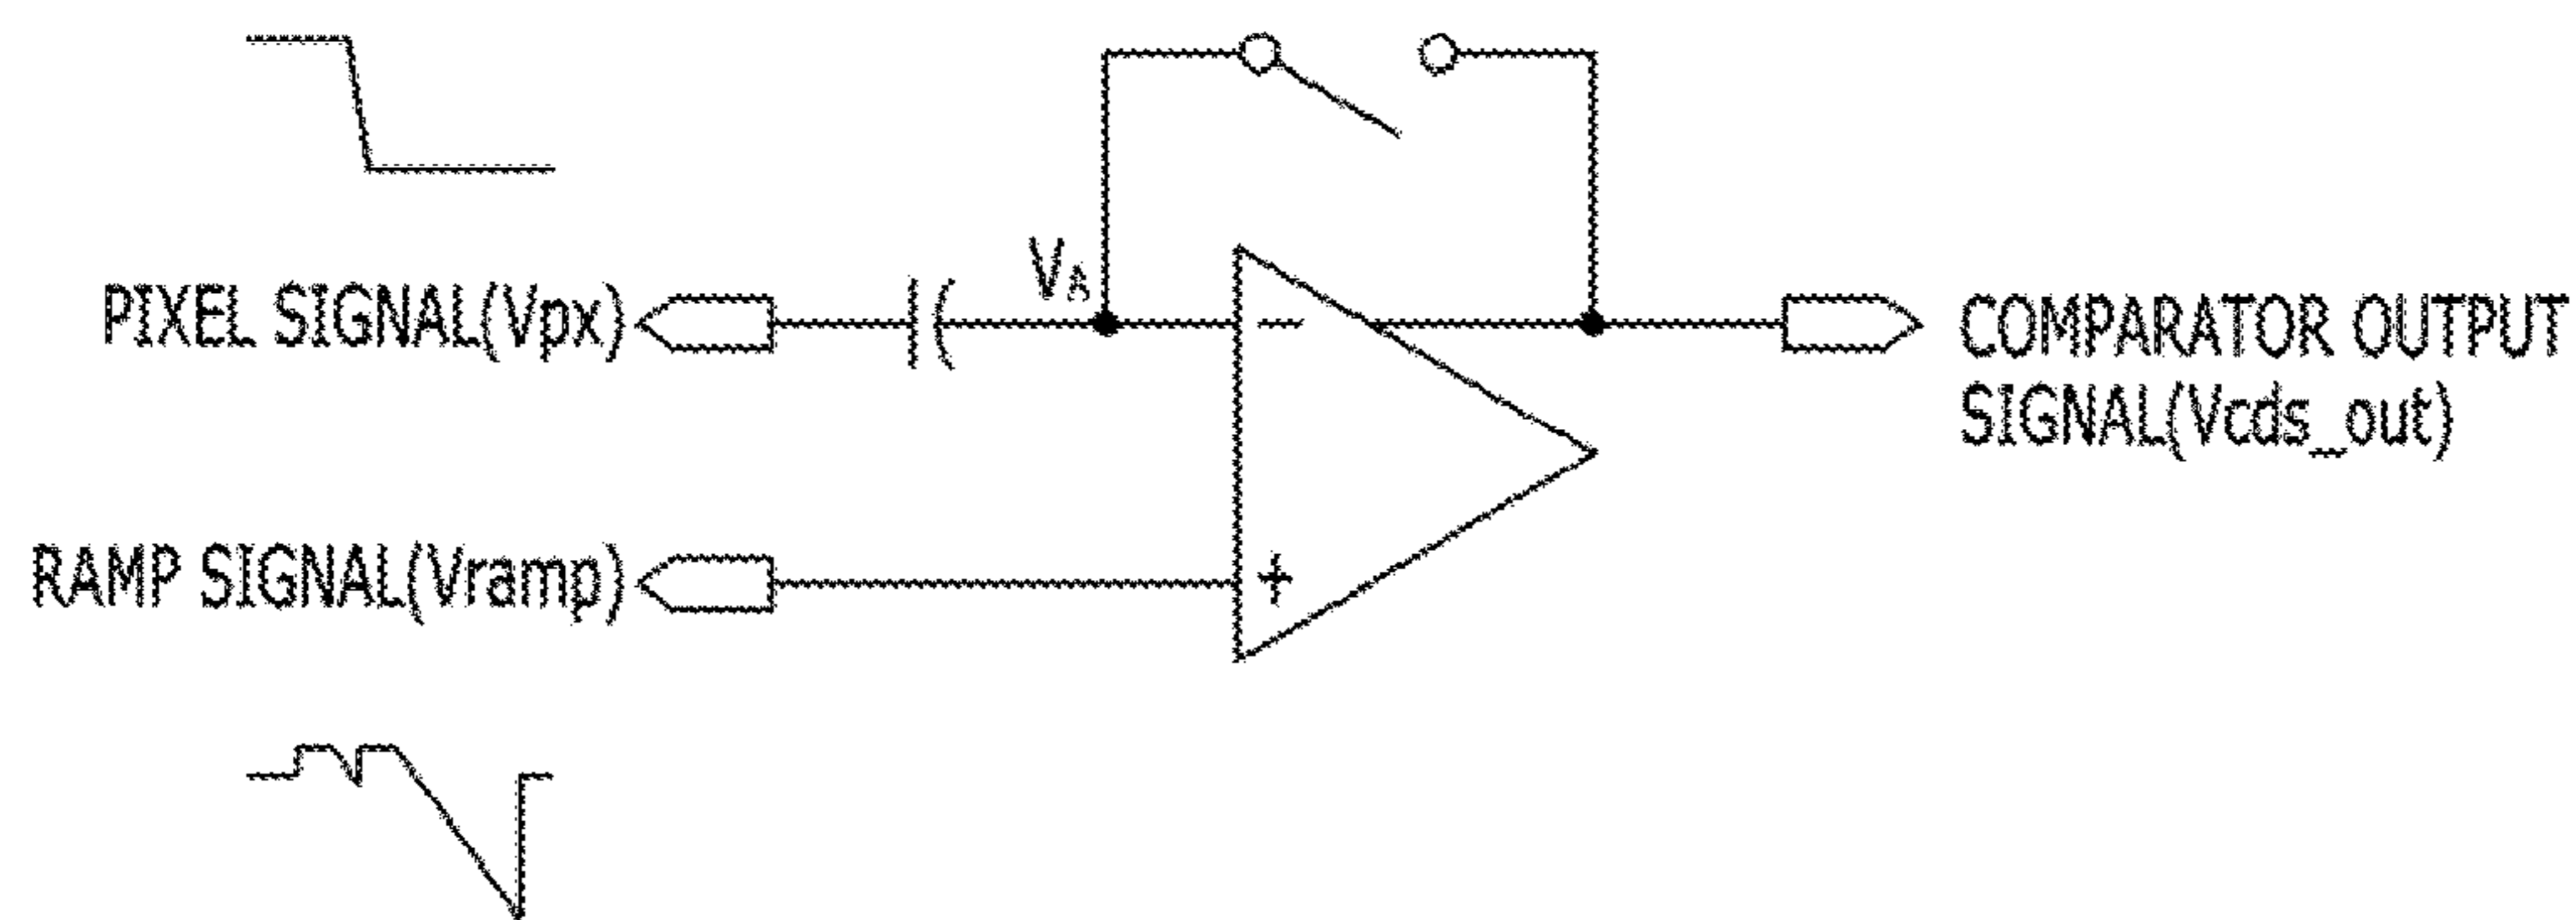 VA
PIXEL SIGNAL(Vpx)
−
COMPARATOR OUTPUT
SIGNAL(Vcds_out)
RAMP SIGNAL(Vramp)
+